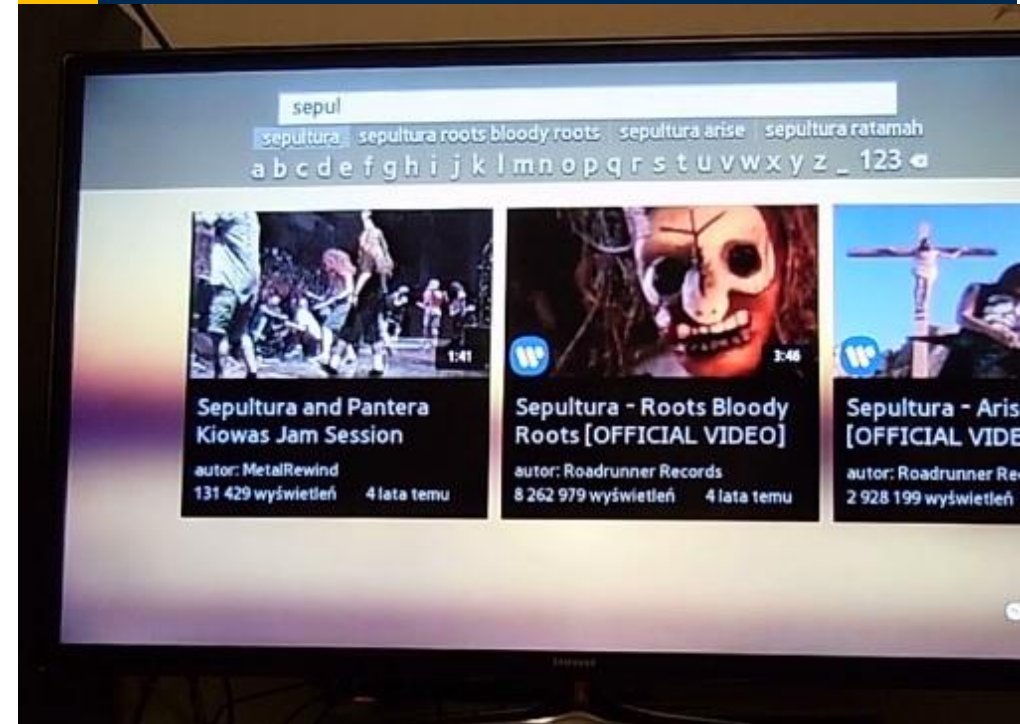 sepul
sepultura sepultura roots bloody roots sepultura arise sepultura ratamah
a b c d e f g h i j k l m n o p q r s t u v w x y z _ 123
1:41
3:46
Sepultura and Pantera
Kiowas Jam Session
autor: MetalRewind
131 429 wyświetleń 4 lata temu
Sepultura - Roots Bloody
Roots [OFFICIAL VIDEO]
autor: Roadrunner Records
8 262 979 wyświetleń 4 lata temu
Sepultura - Aris
[OFFICIAL VIDE
autor: Roadrunner Re
2 928 199 wyświetleń
SAMSUNG